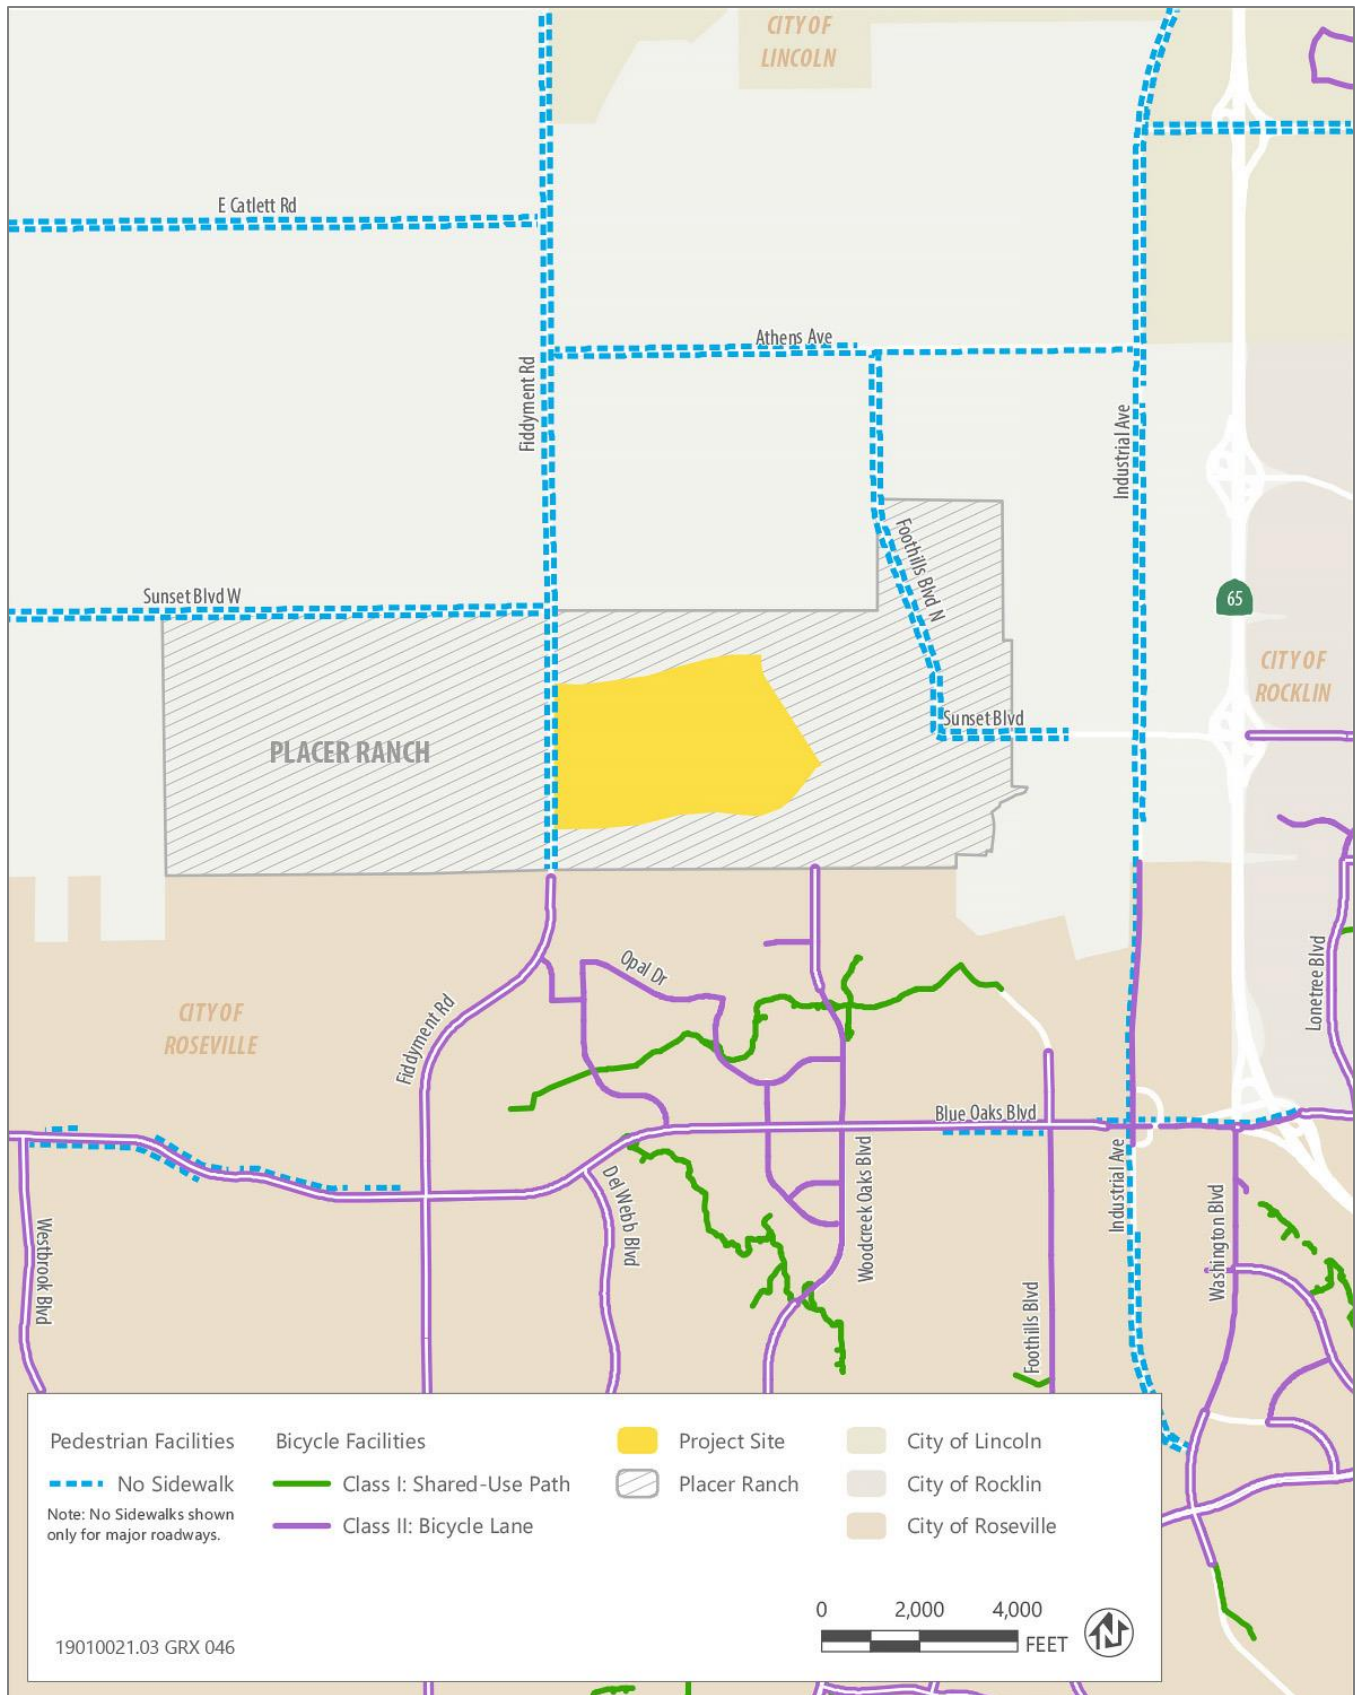 CITY OF
LINCOLN
E Catlett Rd
Athens Ave
Fiddyment Rd
Industrial Ave
Foothills Blvd N
Sunset Blvd W
65
CITY OF
ROCKLIN
Sunset Blvd
PLACER RANCH
Opal Dr
Lonetree Blvd
CITY OF
ROSEVILLE
Fiddyment Rd
Blue Oaks Blvd
Westbrook Blvd
Del Webb Blvd
Woodcreek Oaks Blvd
Industrial Ave
Washington Blvd
Foothills Blvd
Pedestrian Facilities
No Sidewalk
Note: No Sidewalks shown
only for major roadways.
Bicycle Facilities
Class I: Shared-Use Path
Class II: Bicycle Lane
Project Site
Placer Ranch
City of Lincoln
City of Rocklin
City of Roseville
0 2,000 4,000
FEET
N
19010021.03 GRX 046